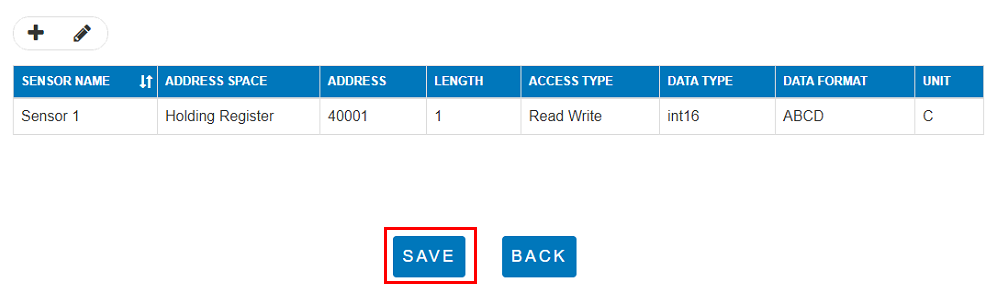 SENSOR NAME ADDRESS SPACE ADDRESS LENGTH ACCESS TYPE DATA TYPE DATA FORMAT UNIT
Sensor 1 Holding Register 40001 1 Read Write int16 ABCD C
SAVE BACK